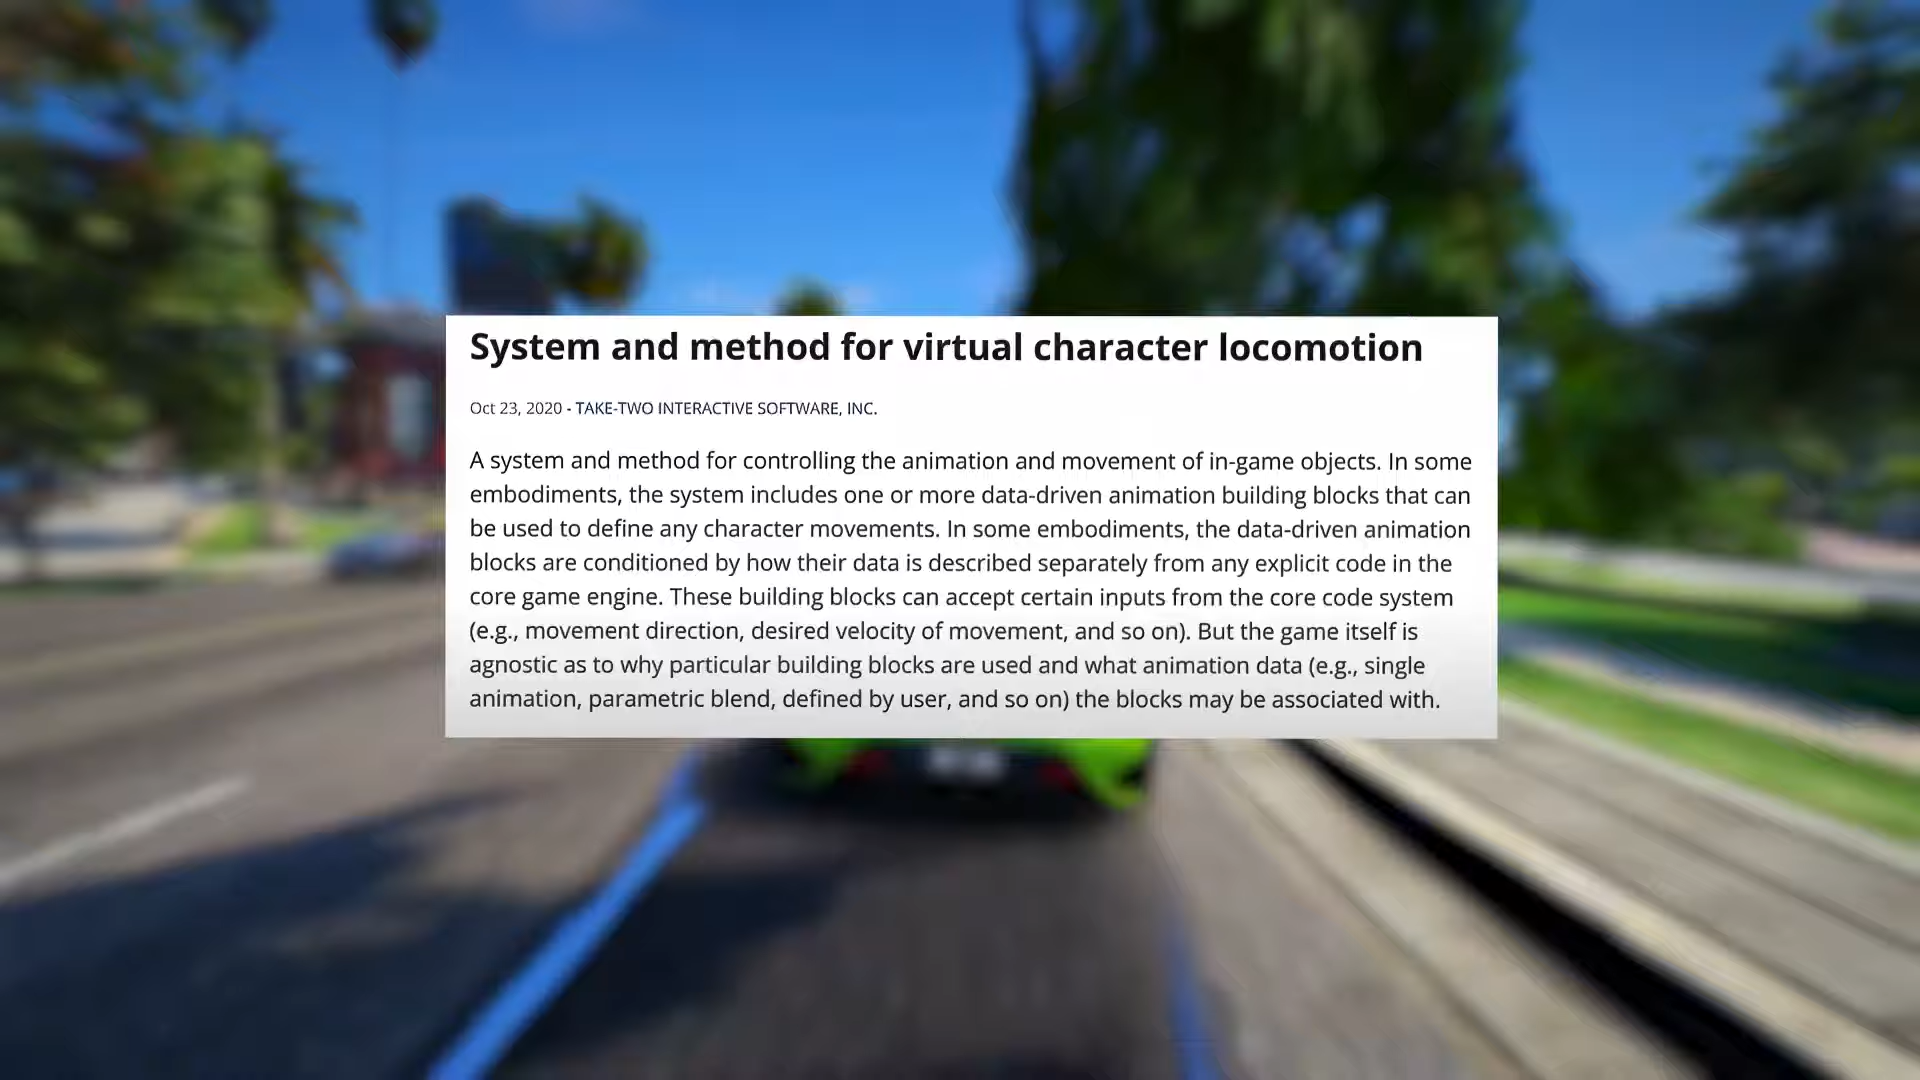 System and method for virtual character locomotion
Oct 23, 2020 - TAKE-TWO INTERACTIVE SOFTWARE, INC.
A system and method for controlling the animation and movement of in-game objects. In some
embodiments, the system includes one or more data-driven animation building blocks that can
be used to define any character movements. In some embodiments, the data-driven animation
blocks are conditioned by how their data is described separately from any explicit code in the
core game engine. These building blocks can accept certain inputs from the core code system
(e.g., movement direction, desired velocity of movement, and so on). But the game itself is
agnostic as to why particular building blocks are used and what animation data (e.g., single
animation, parametric blend, defined by user, and so on) the blocks may be associated with.